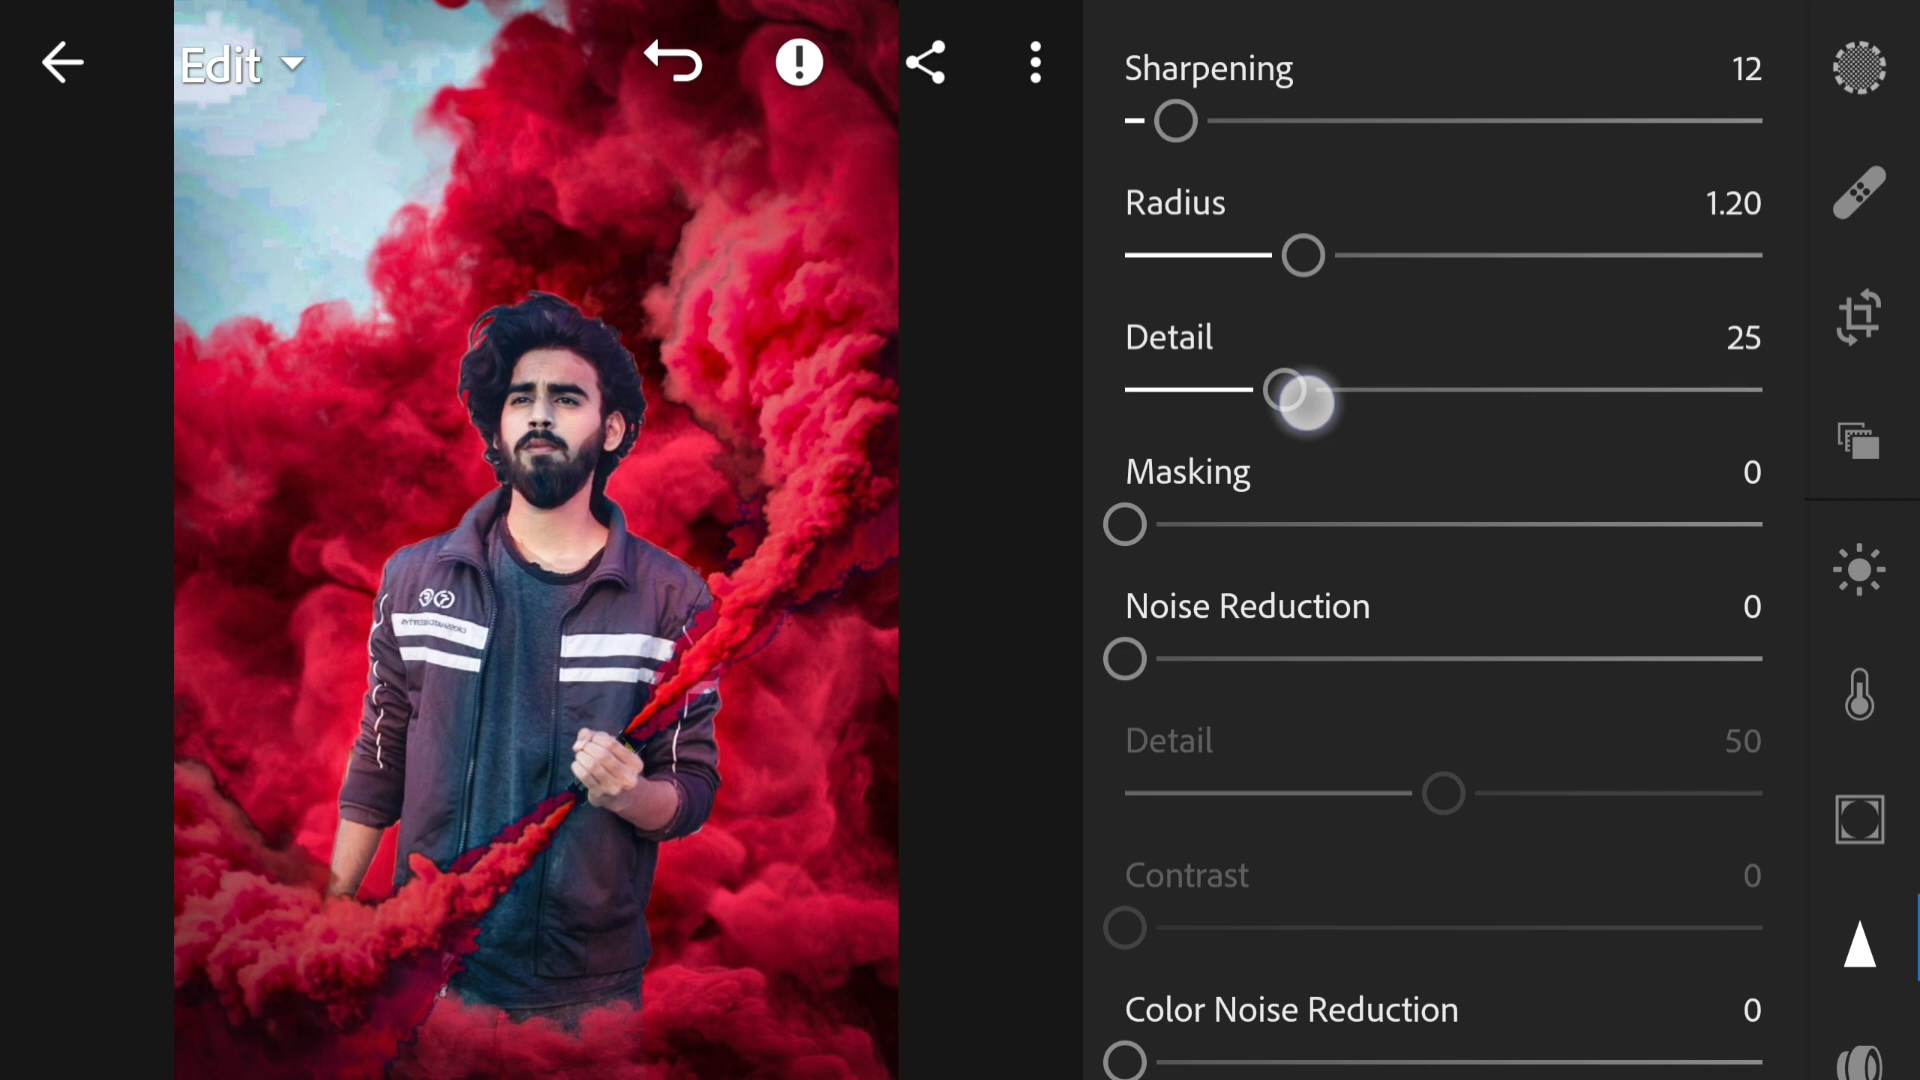 Edit
Sharpening 12
Radius 1.20
Detail 25
Masking 0
Noise Reduction 0
Detail 50
Contrast 0
Color Noise Reduction 0